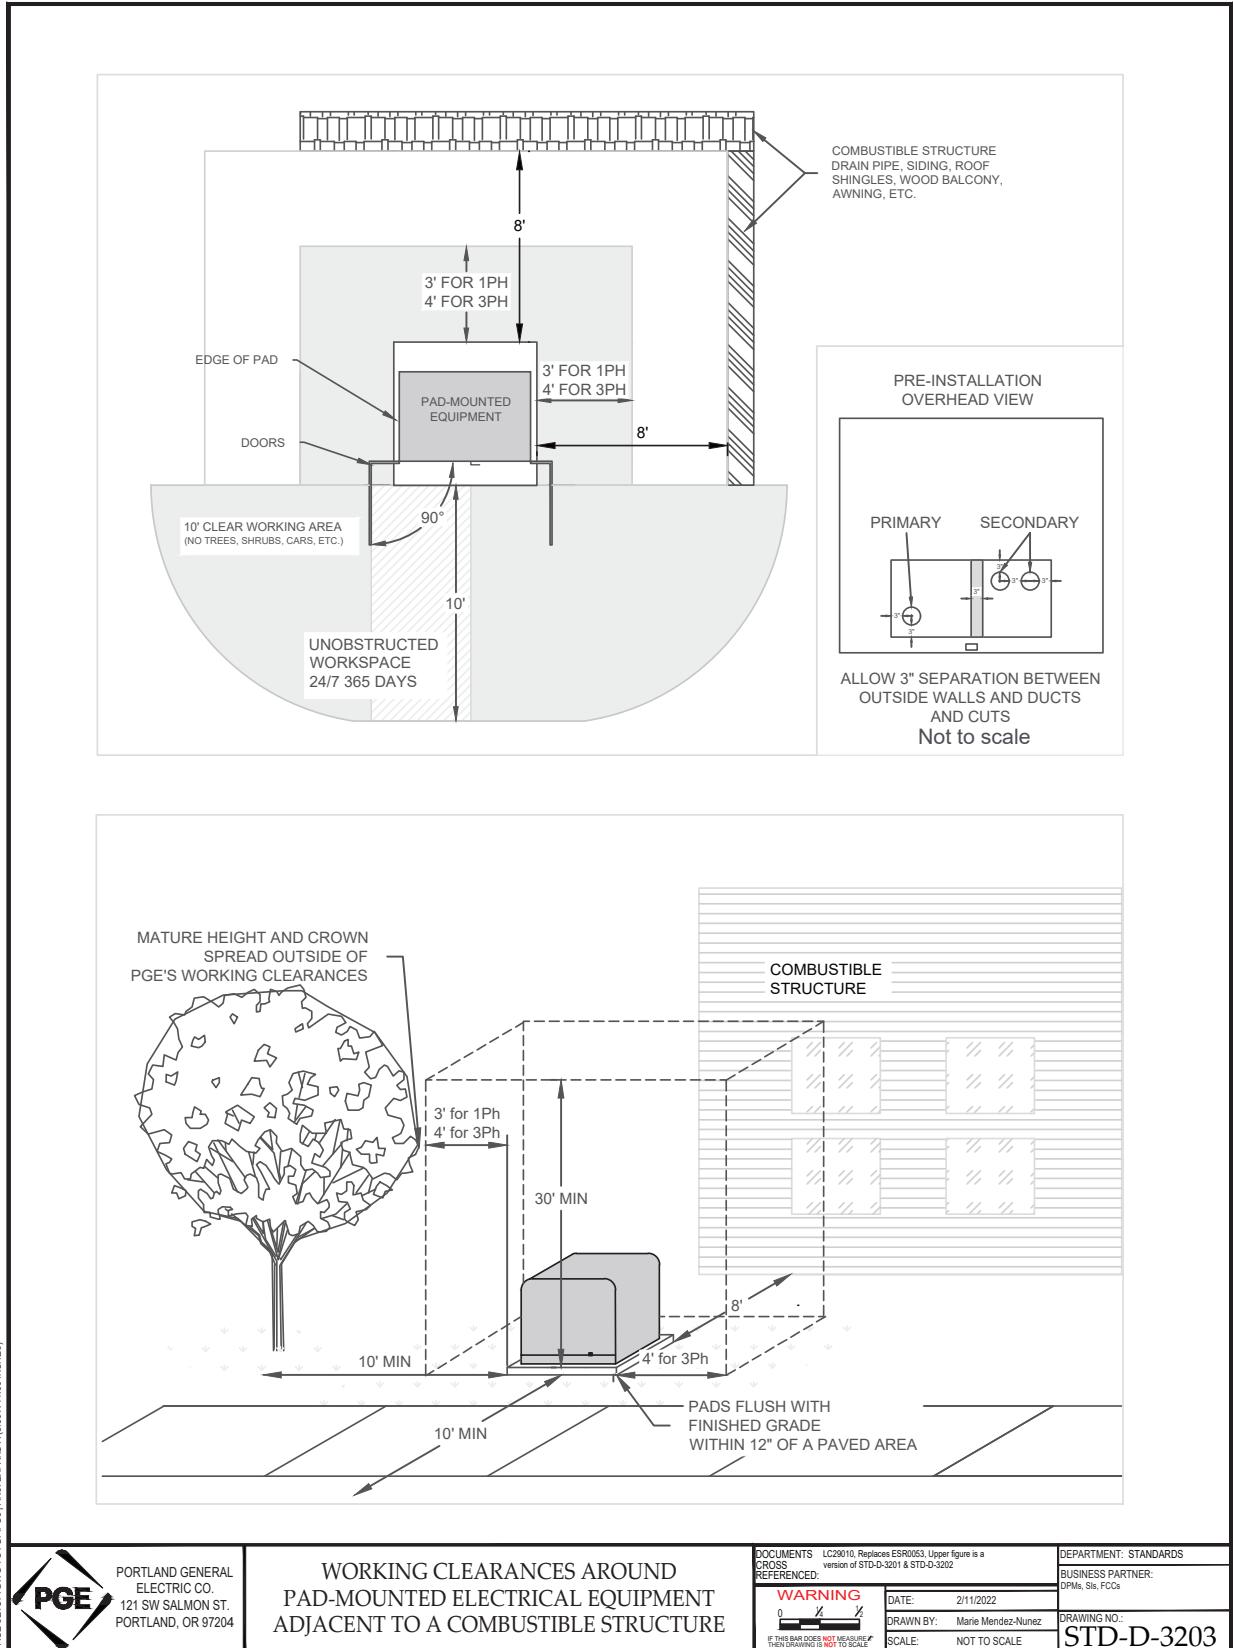 COMBUSTIBLE STRUCTURE
DRAIN PIPE, SIDING, ROOF
SHINGLES, WOOD BALCONY,
AWNING, ETC.
8'
3' FOR 1PH
4' FOR 3PH
EDGE OF PAD
3' FOR 1PH
4' FOR 3PH
PAD-MOUNTED
EQUIPMENT
DOORS
8'
10' CLEAR WORKING AREA
(NO TREES, SHRUBS, CARS, ETC.)
90°
10'
UNOBSTRUCTED
WORKSPACE
24/7 365 DAYS
PRE-INSTALLATION
OVERHEAD VIEW
PRIMARY
SECONDARY
3"
3"
3"
3"
3"
3"
ALLOW 3" SEPARATION BETWEEN
OUTSIDE WALLS AND DUCTS
AND CUTS
Not to scale
MATURE HEIGHT AND CROWN
SPREAD OUTSIDE OF
PGE'S WORKING CLEARANCES
COMBUSTIBLE
STRUCTURE
3' for 1Ph
4' for 3Ph
30' MIN
8'
10' MIN
4' for 3Ph
10' MIN
PADS FLUSH WITH
FINISHED GRADE
WITHIN 12" OF A PAVED AREA
PGE
PORTLAND GENERAL
ELECTRIC CO.
121 SW SALMON ST.
PORTLAND, OR 97204
WORKING CLEARANCES AROUND
PAD-MOUNTED ELECTRICAL EQUIPMENT
ADJACENT TO A COMBUSTIBLE STRUCTURE
DOCUMENTS CROSS REFERENCED:
LC29010, Replaces ESR0053, Upper figure is a
version of STD-D-3201 & STD-D-3202
WARNING
0 ¼ ½
IF THIS BAR DOES NOT MEASURE ½"
THEN DRAWING IS NOT TO SCALE
DATE: 2/11/2022
DRAWN BY: Marie Mendez-Nunez
SCALE: NOT TO SCALE
DEPARTMENT: STANDARDS
BUSINESS PARTNER:
DPMs, SIs, FCCs
DRAWING NO.:
STD-D-3203